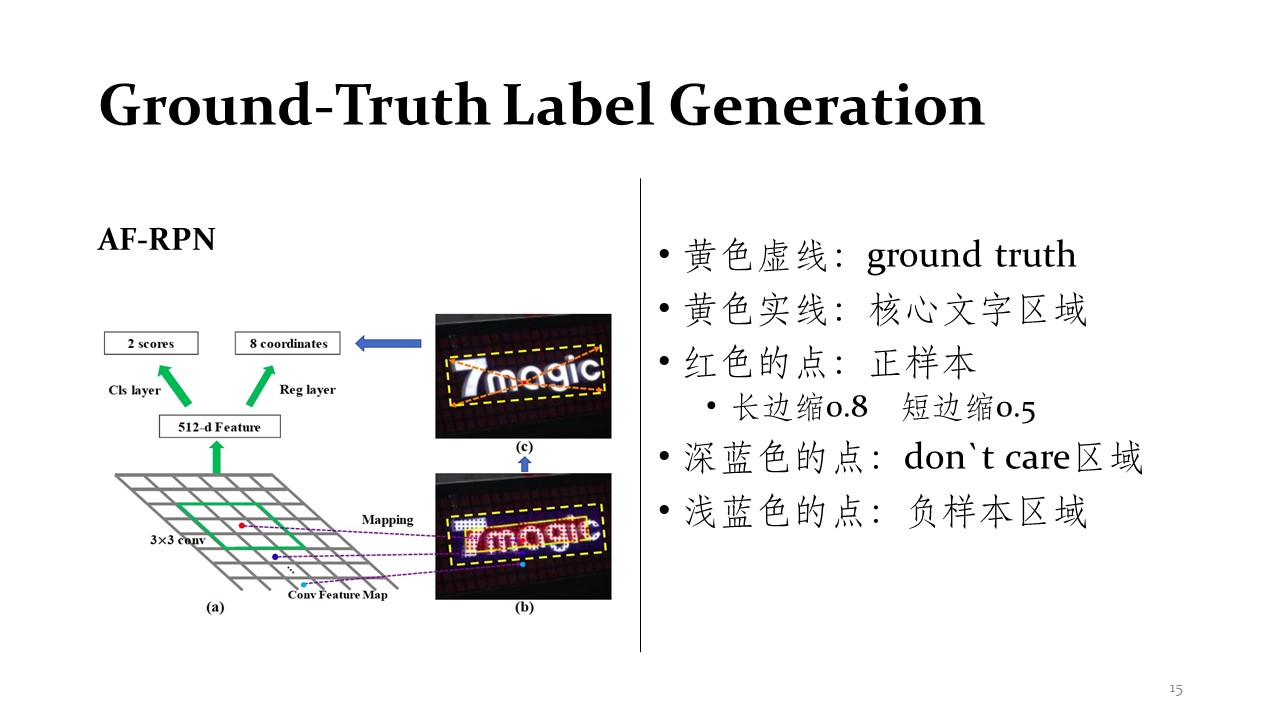 Ground-Truth Label Generation
AF-RPN
2 scores
8 coordinates
Cls layer
Reg layer
512-d Feature
7magic
(c)
Mapping
3×3 conv
7magic
Conv Feature Map
(a)
(b)
• 黄色虚线：ground truth
• 黄色实线：核心文字区域
• 红色的点：正样本
• 长边缩0.8 短边缩0.5
• 深蓝色的点：don`t care区域
• 浅蓝色的点：负样本区域
15